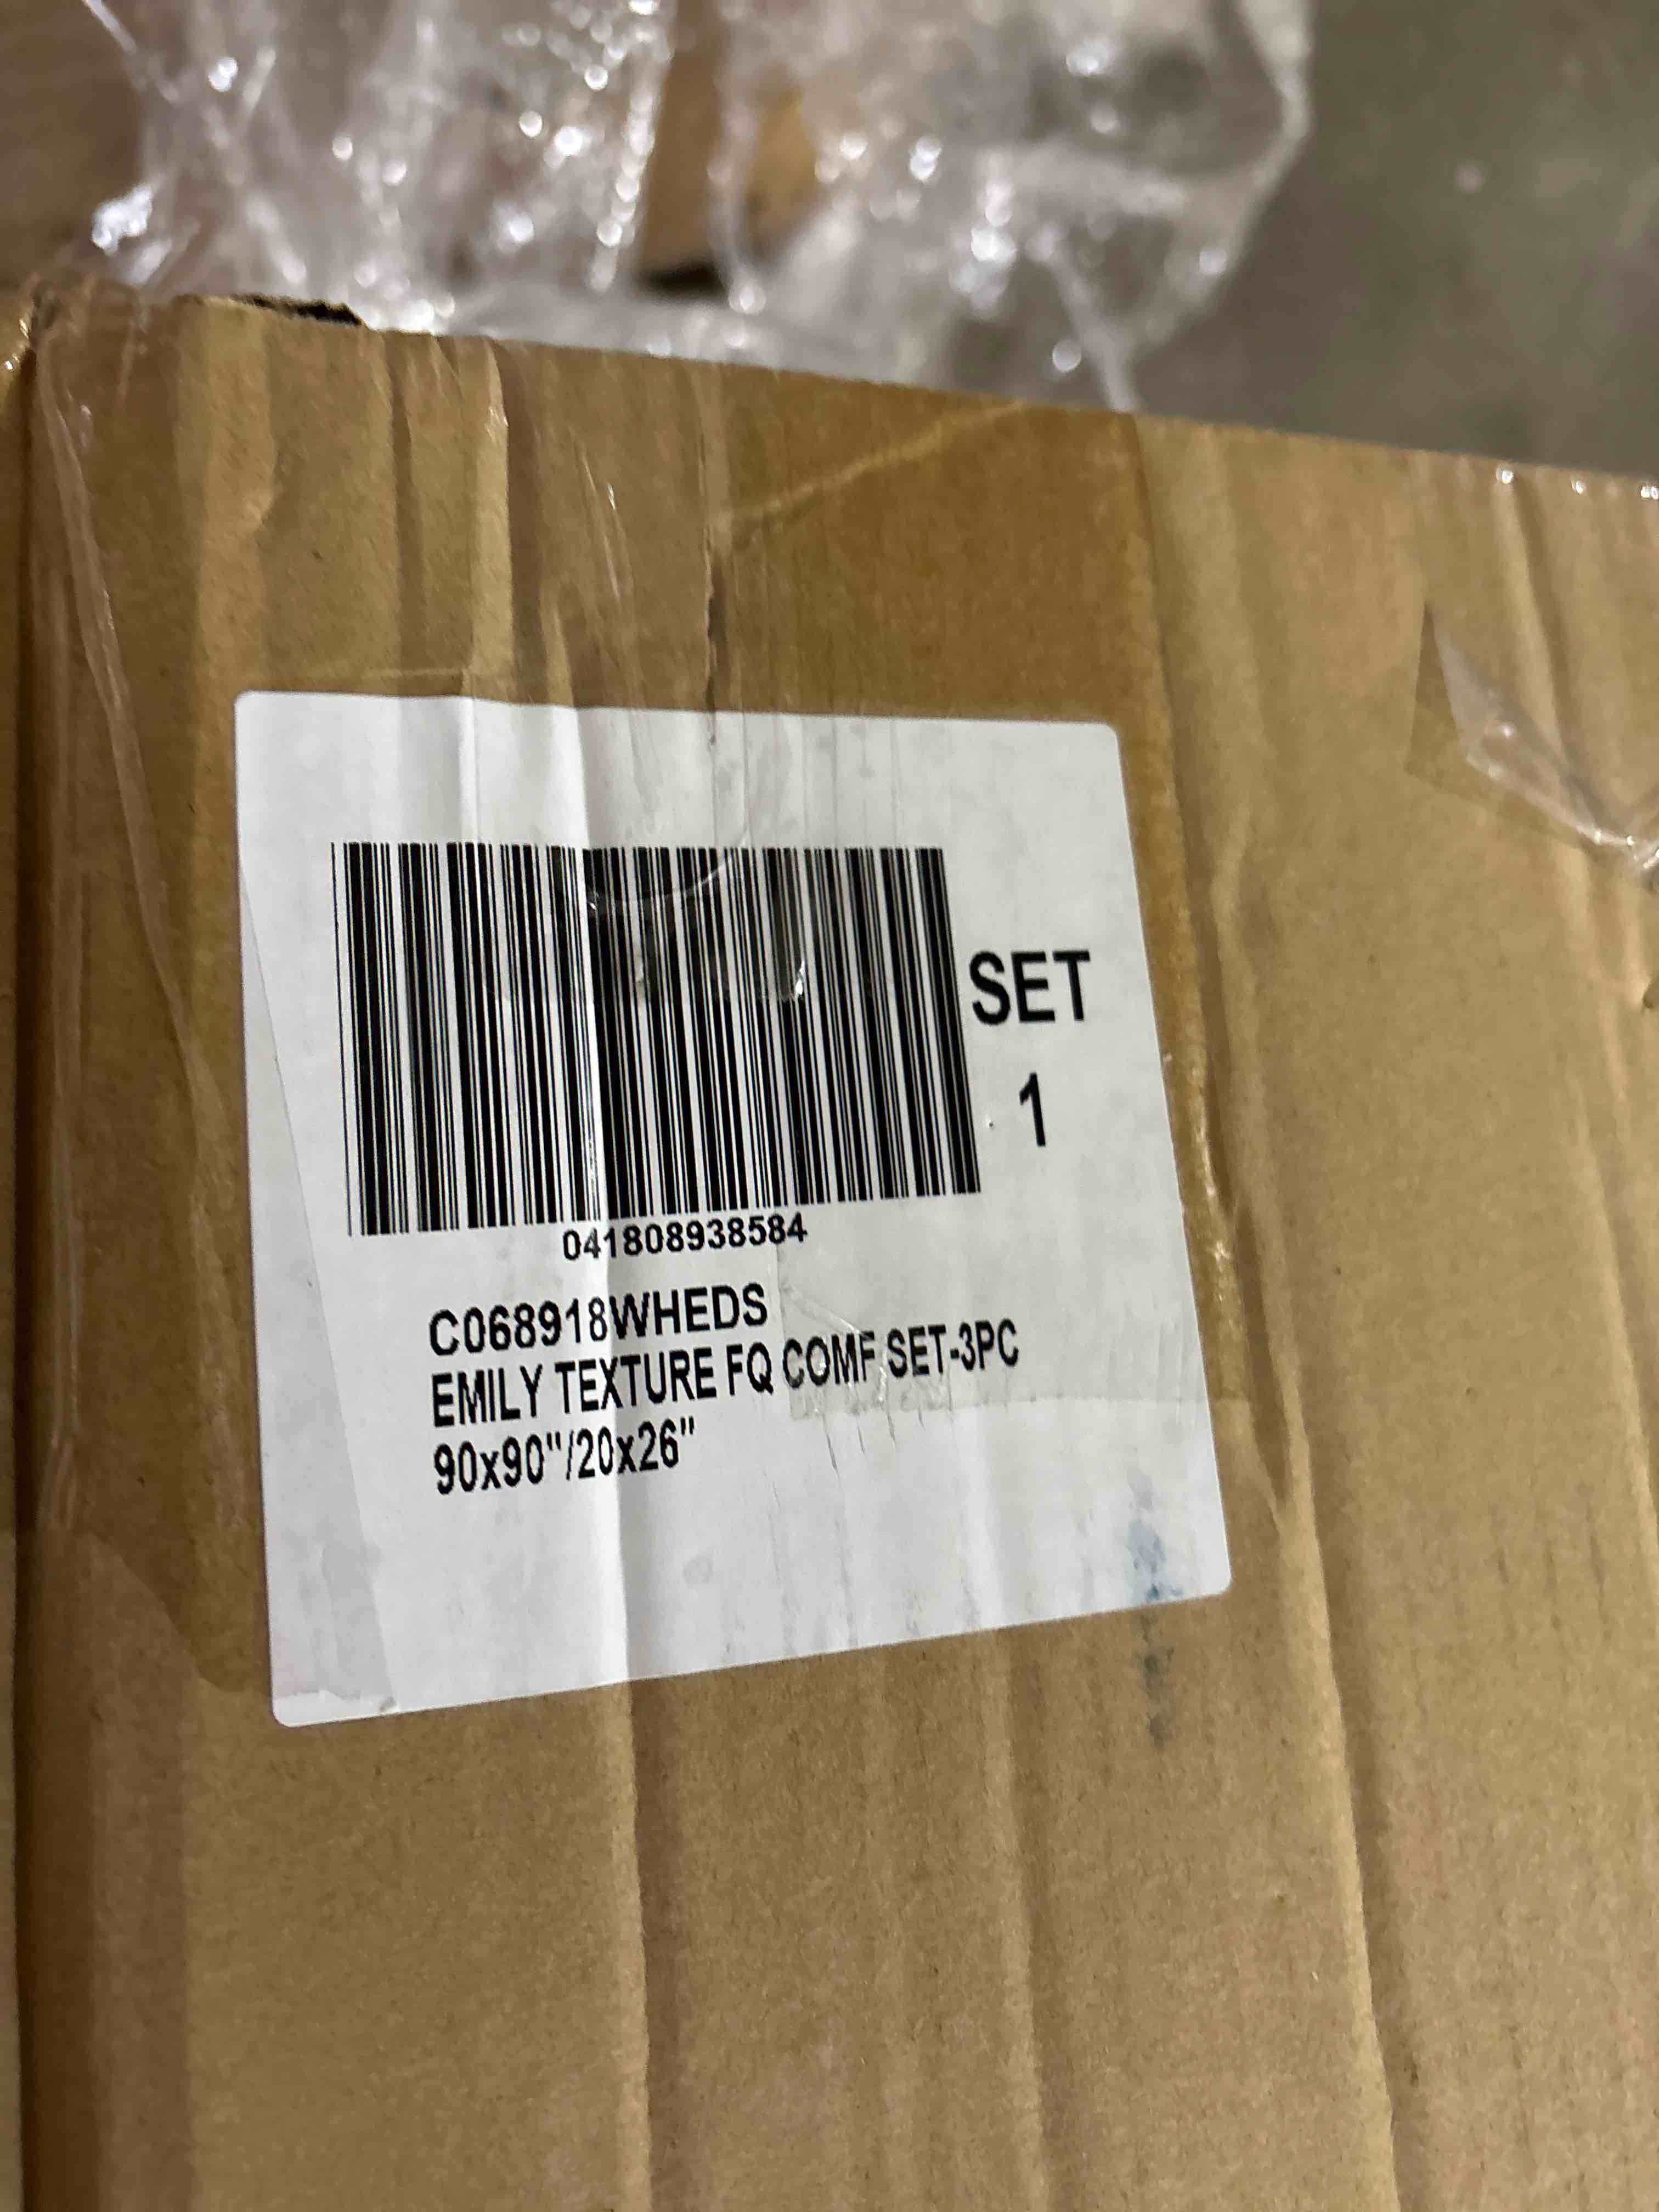 SET
1
041808938584
C068918WHEDS
EMILY TEXTURE FQ COMF SET-3PC
90x90"/20x26"